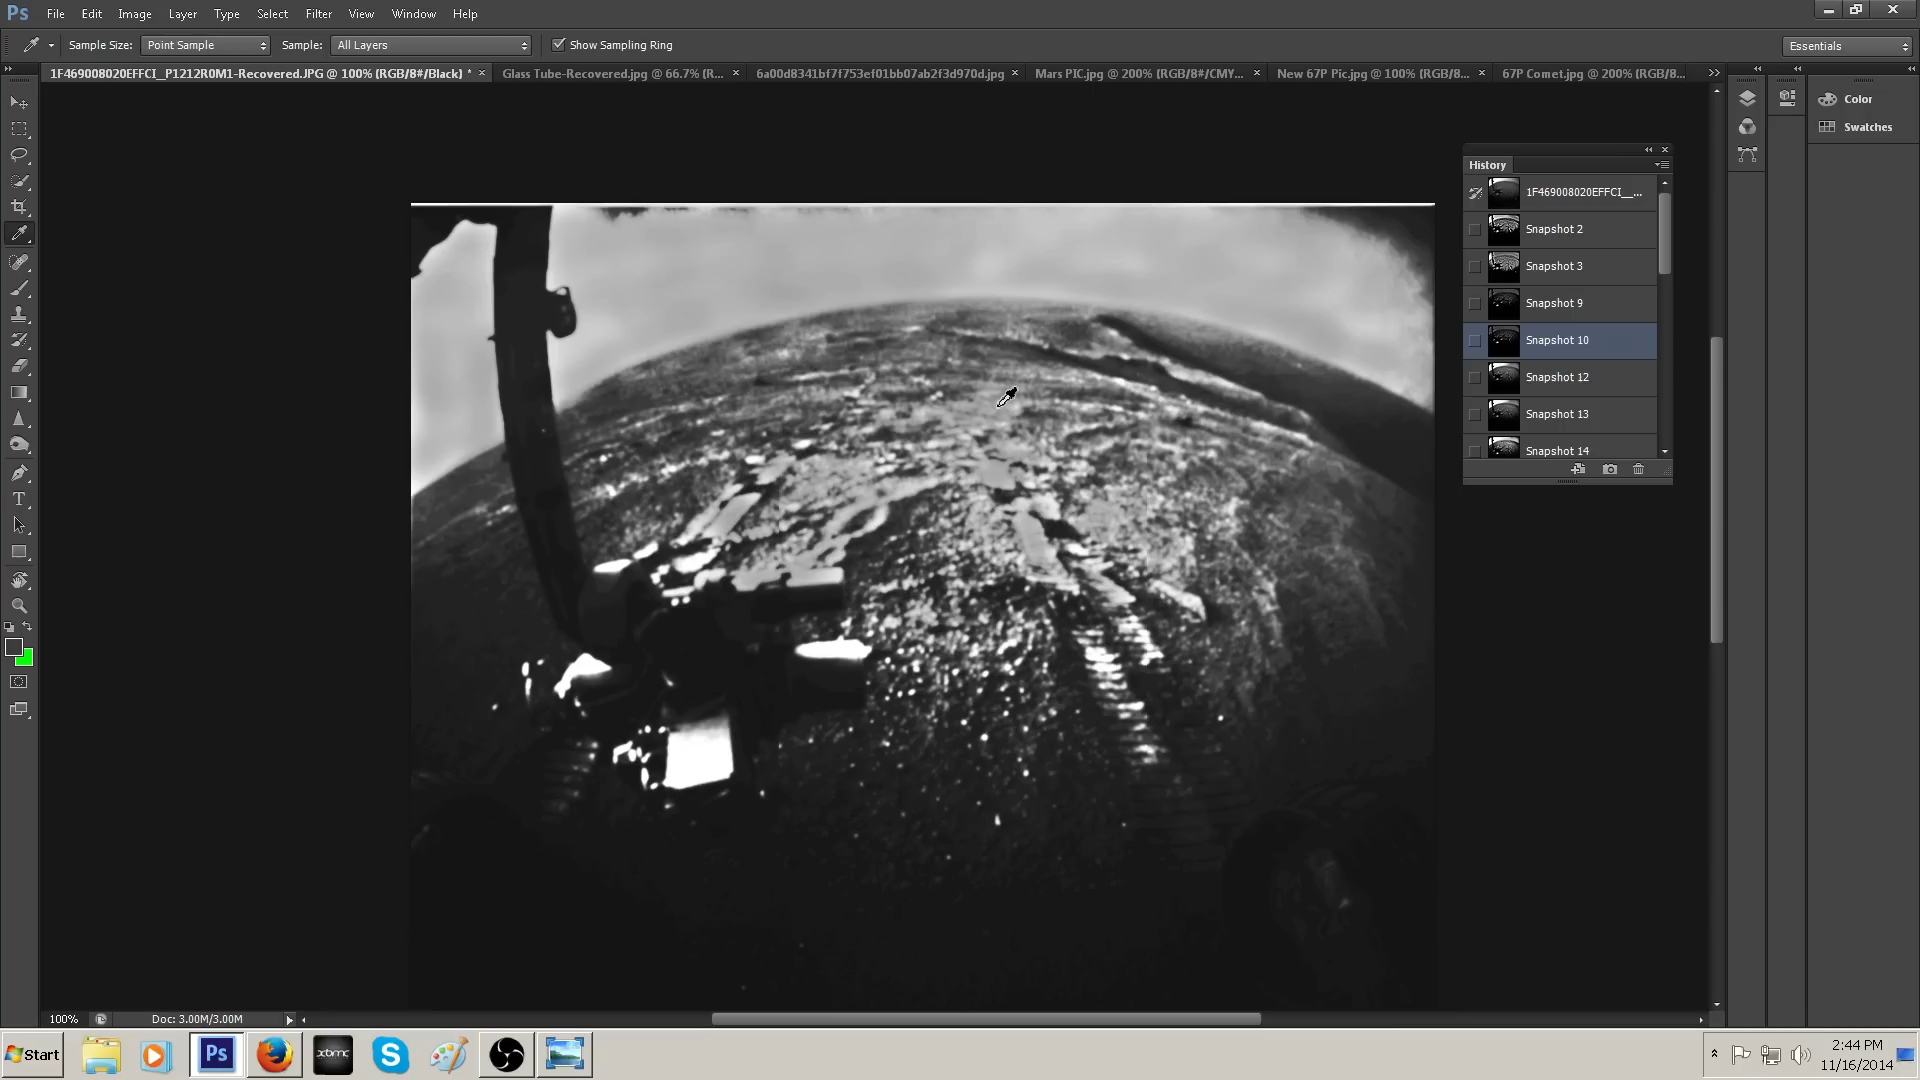 Ps File Edit Image Layer Type Select Filter View Window Help
Sample Size: Point Sample Sample: All Layers Show Sampling Ring Essentials
1F469008020EFFCI__P1212R0M1-Recovered.JPG @ 100% (RGB/8#/Black) * Glass Tube-Recovered.jpg @ 66.7% (R... 6a00d8341bf7f753ef01bb07ab2f3d970d.jpg Mars PIC.jpg @ 200% (RGB/8#/CMY... New 67P Pic.jpg @ 100% (RGB/8... 67P Comet.jpg @ 200% (RGB/8...
Color
Swatches
History
1F469008020EFFCI__...
Snapshot 2
Snapshot 3
Snapshot 9
Snapshot 10
Snapshot 12
Snapshot 13
Snapshot 14
T
100% Doc: 3.00M/3.00M
Start Ps xbmc S 2:44 PM
11/16/2014